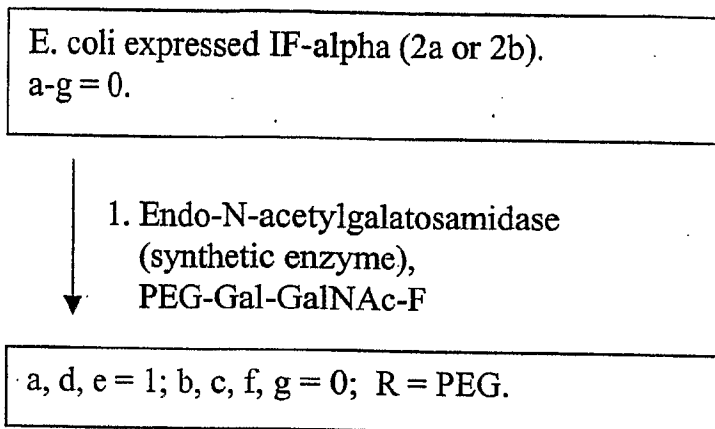 E. coli expressed IF-alpha (2a or 2b).
a-g = 0.
1. Endo-N-acetylgalatosamidase
(synthetic enzyme),
PEG-Gal-GalNAc-F
a, d, e = 1; b, c, f, g = 0; R = PEG.